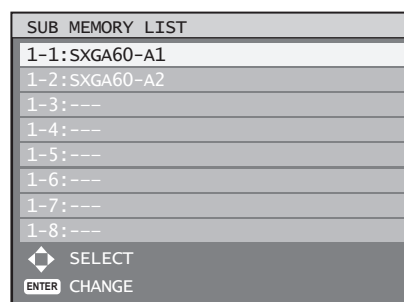 SUB MEMORY LIST
1-1:SXGA60-A1
1-2:SXGA60-A2
1-3:---
1-4:---
1-5:---
1-6:---
1-7:---
1-8:---
SELECT
ENTER CHANGE